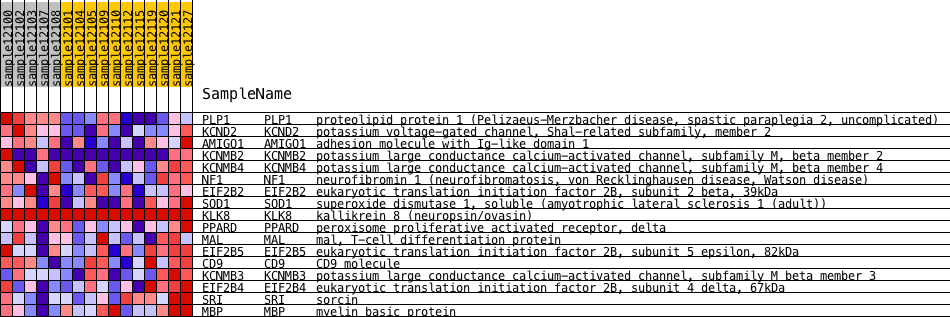 sample12100
sample12102
sample12103
sample12107
sample12108
sample12101
sample12104
sample12105
sample12109
sample12110
sample12112
sample12115
sample12119
sample12120
sample12121
sample12127
SampleName
PLP1 PLP1 proteolipid protein 1 (Pelizaeus-Merzbacher disease, spastic paraplegia 2, uncomplicated)
KCND2 KCND2 potassium voltage-gated channel, Shal-related subfamily, member 2
AMIGO1 AMIGO1 adhesion molecule with Ig-like domain 1
KCNMB2 KCNMB2 potassium large conductance calcium-activated channel, subfamily M, beta member 2
KCNMB4 KCNMB4 potassium large conductance calcium-activated channel, subfamily M, beta member 4
NF1 NF1 neurofibromin 1 (neurofibromatosis, von Recklinghausen disease, Watson disease)
EIF2B2 EIF2B2 eukaryotic translation initiation factor 2B, subunit 2 beta, 39kDa
SOD1 SOD1 superoxide dismutase 1, soluble (amyotrophic lateral sclerosis 1 (adult))
KLK8 KLK8 kallikrein 8 (neuropsin/ovasin)
PPARD PPARD peroxisome proliferative activated receptor, delta
MAL MAL mal, T-cell differentiation protein
EIF2B5 EIF2B5 eukaryotic translation initiation factor 2B, subunit 5 epsilon, 82kDa
CD9 CD9 CD9 molecule
KCNMB3 KCNMB3 potassium large conductance calcium-activated channel, subfamily M beta member 3
EIF2B4 EIF2B4 eukaryotic translation initiation factor 2B, subunit 4 delta, 67kDa
SRI SRI sorcin
MBP MBP myelin basic protein